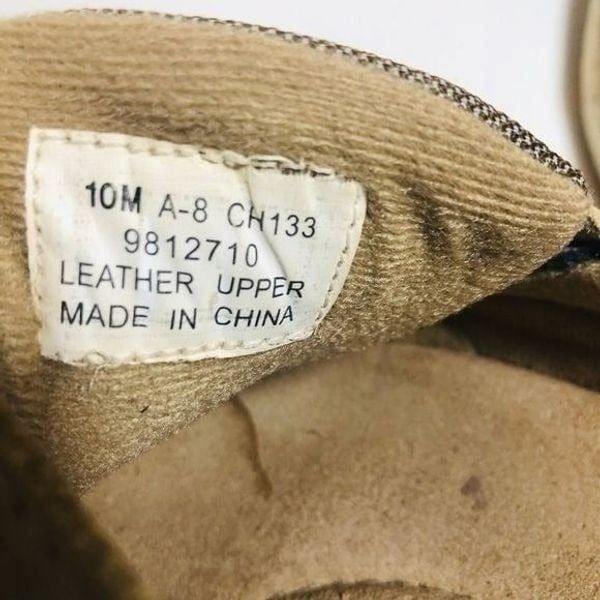 10M A-8 CH133
9812710
LEATHER UPPER
MADE IN CHINA